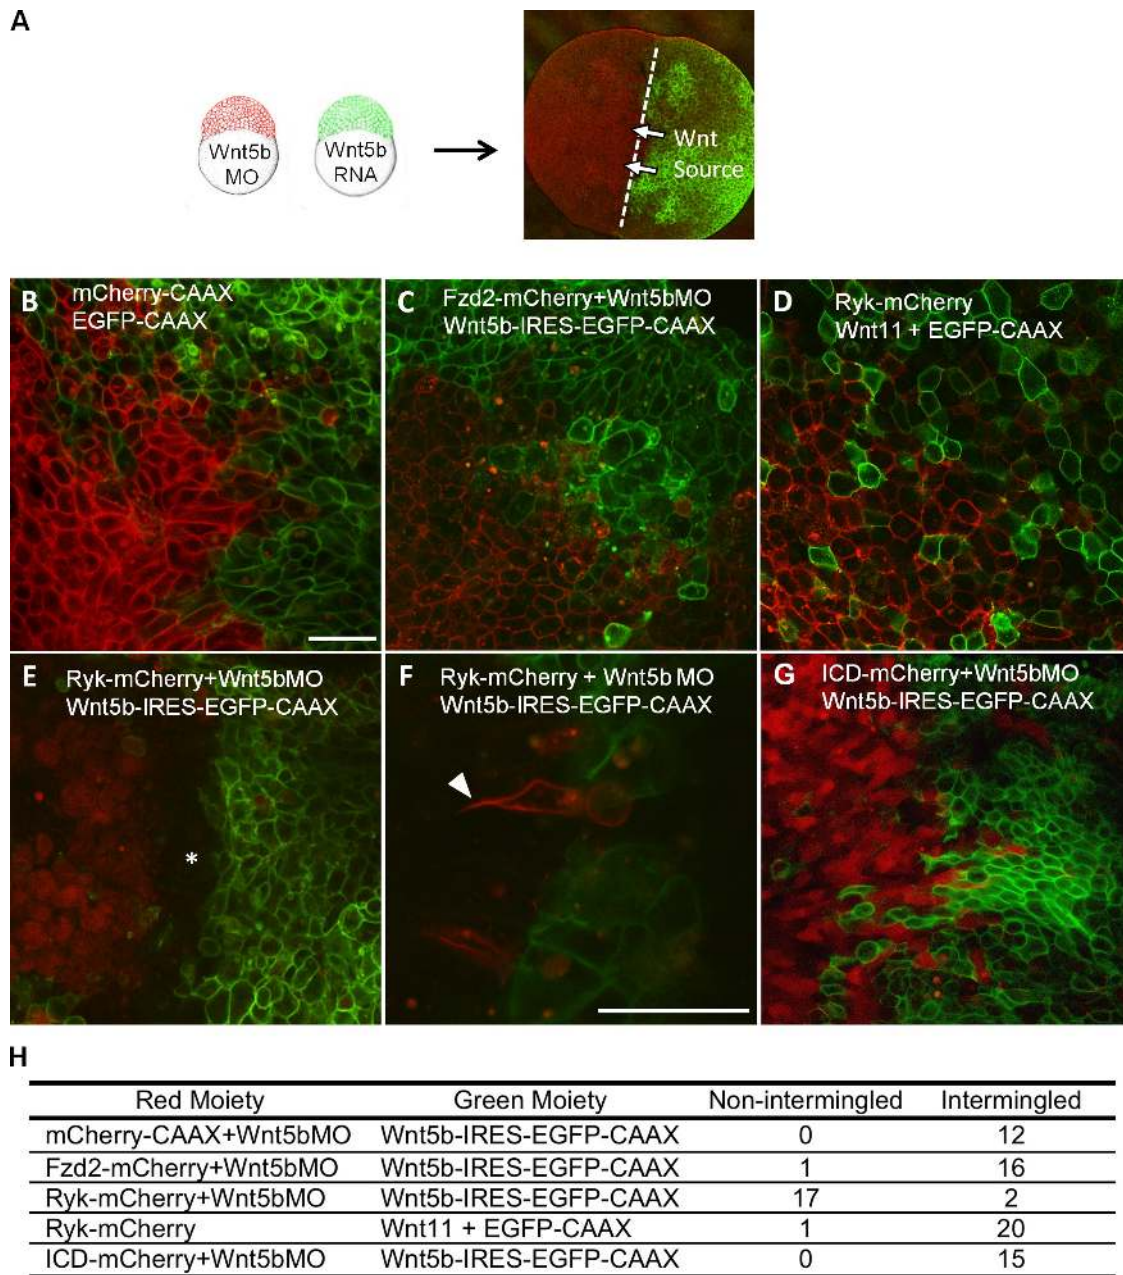 A
Wnt5b
MO
Wnt5b
RNA
Wnt
Source
B
mCherry-CAAX
EGFP-CAAX
C
Fzd2-mCherry+Wnt5bMO
Wnt5b-IRES-EGFP-CAAX
D
Ryk-mCherry
Wnt11 + EGFP-CAAX
E
Ryk-mCherry+Wnt5bMO
Wnt5b-IRES-EGFP-CAAX
*
F
Ryk-mCherry + Wnt5b MO
Wnt5b-IRES-EGFP-CAAX
G
ICD-mCherry+Wnt5bMO
Wnt5b-IRES-EGFP-CAAX
H
Red Moiety Green Moiety Non-intermingled Intermingled
mCherry-CAAX+Wnt5bMO Wnt5b-IRES-EGFP-CAAX 0 12
Fzd2-mCherry+Wnt5bMO Wnt5b-IRES-EGFP-CAAX 1 16
Ryk-mCherry+Wnt5bMO Wnt5b-IRES-EGFP-CAAX 17 2
Ryk-mCherry Wnt11 + EGFP-CAAX 1 20
ICD-mCherry+Wnt5bMO Wnt5b-IRES-EGFP-CAAX 0 15